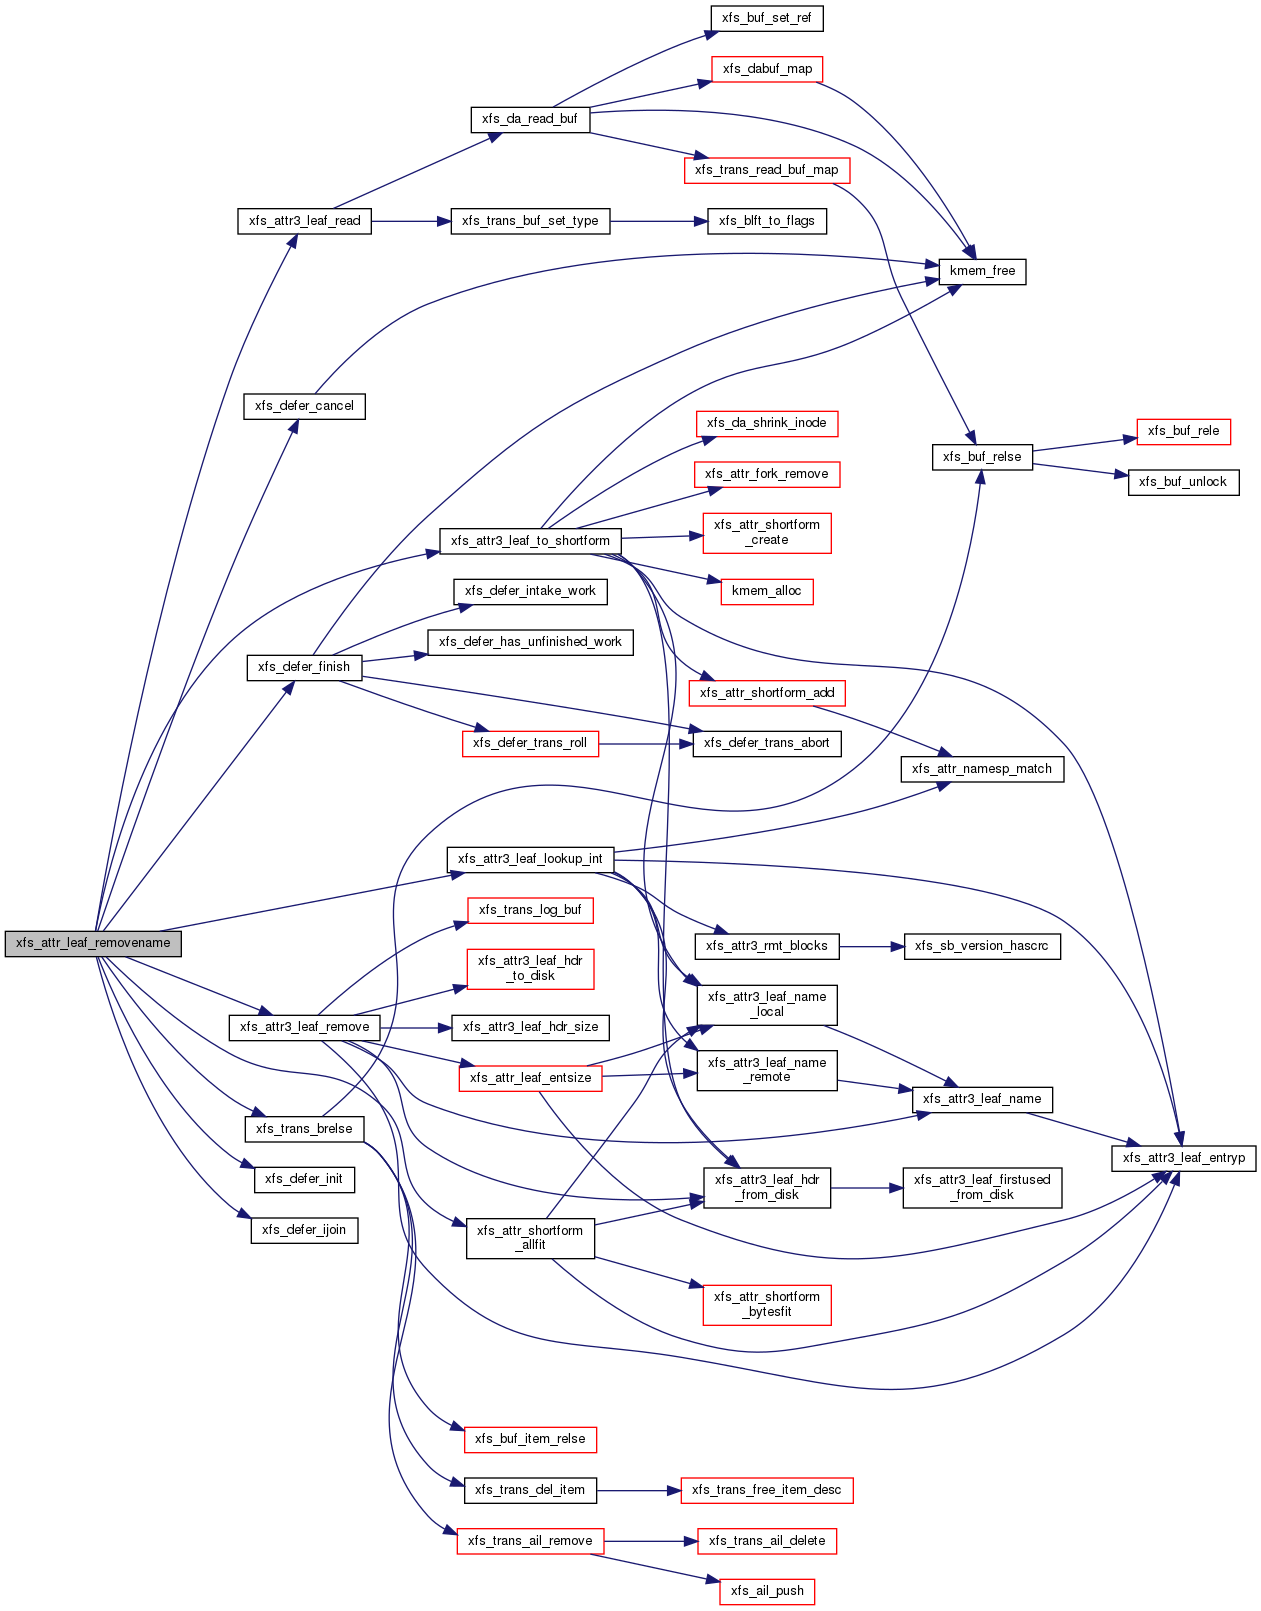 xfs_buf_set_ref
xfs_dabuf_map
xfs_da_read_buf
xfs_trans_read_buf_map
xfs_attr3_leaf_read
xfs_trans_buf_set_type
xfs_blft_to_flags
kmem_free
xfs_defer_cancel
xfs_da_shrink_inode
xfs_buf_rele
xfs_buf_relse
xfs_attr_fork_remove
xfs_buf_unlock
xfs_attr_shortform
_create
xfs_attr3_leaf_to_shortform
xfs_defer_intake_work
kmem_alloc
xfs_defer_has_unfinished_work
xfs_defer_finish
xfs_attr_shortform_add
xfs_defer_trans_roll
xfs_defer_trans_abort
xfs_attr_namesp_match
xfs_attr3_leaf_lookup_int
xfs_trans_log_buf
xfs_attr_leaf_removename
xfs_attr3_rmt_blocks
xfs_sb_version_hascrc
xfs_attr3_leaf_hdr
_to_disk
xfs_attr3_leaf_name
_local
xfs_attr3_leaf_remove
xfs_attr3_leaf_hdr_size
xfs_attr3_leaf_name
_remote
xfs_attr_leaf_entsize
xfs_attr3_leaf_name
xfs_trans_brelse
xfs_attr3_leaf_entryp
xfs_defer_init
xfs_attr3_leaf_hdr
_from_disk
xfs_attr3_leaf_firstused
_from_disk
xfs_defer_ijoin
xfs_attr_shortform
_allfit
xfs_attr_shortform
_bytesfit
xfs_buf_item_relse
xfs_trans_del_item
xfs_trans_free_item_desc
xfs_trans_ail_remove
xfs_trans_ail_delete
xfs_ail_push